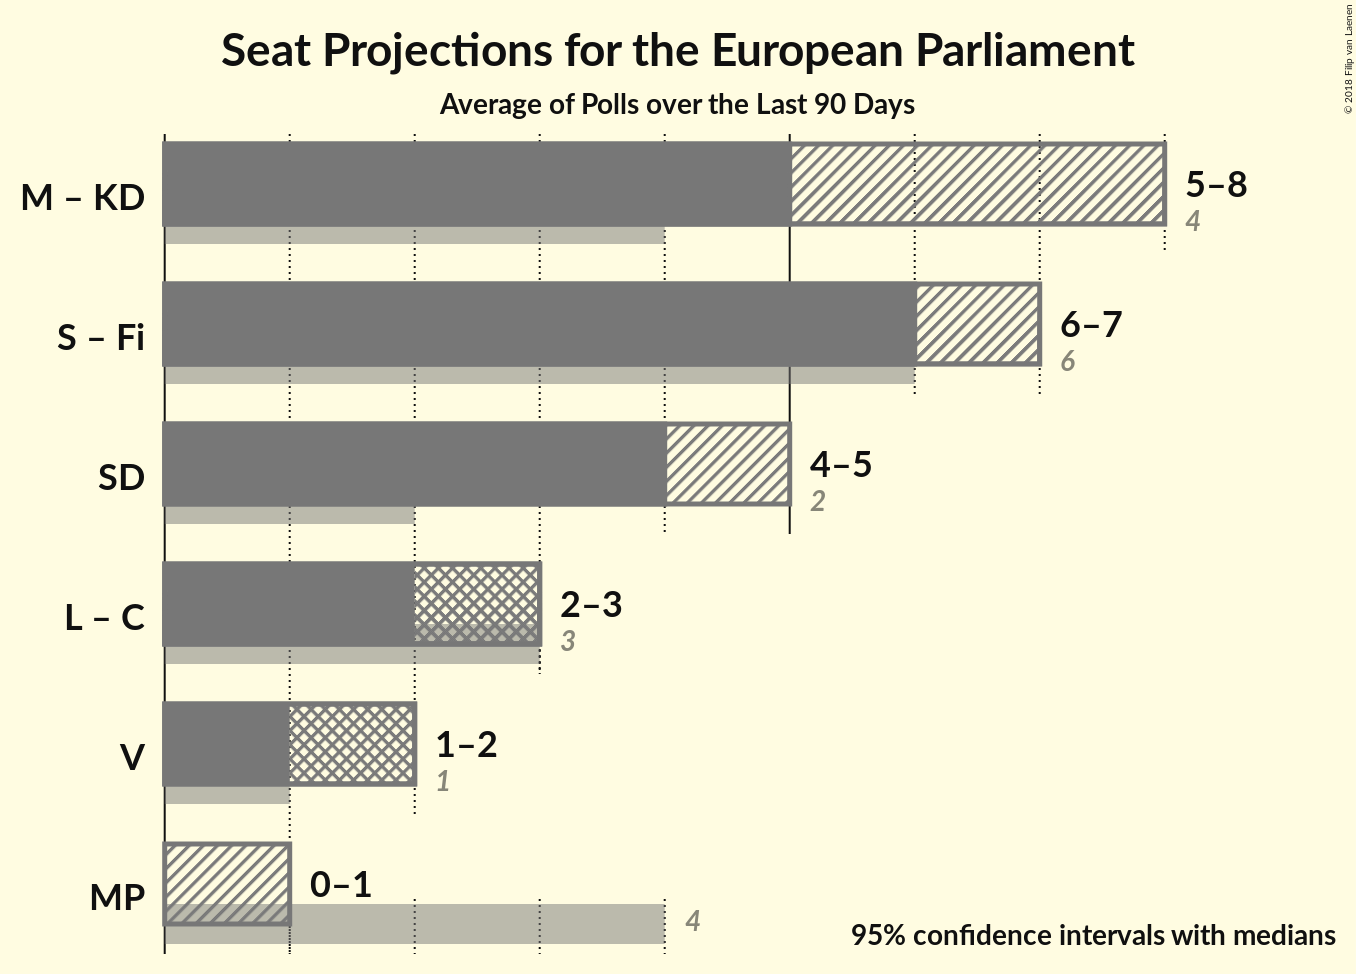 Seat Projections for the European Parliament
Average of Polls over the Last 90 Days
© 2018 Filip van Laenen
M – KD
5–8
4
S – Fi
6–7
6
SD
4–5
2
L – C
2–3
3
V
1–2
1
MP
0–1
4
95% confidence intervals with medians